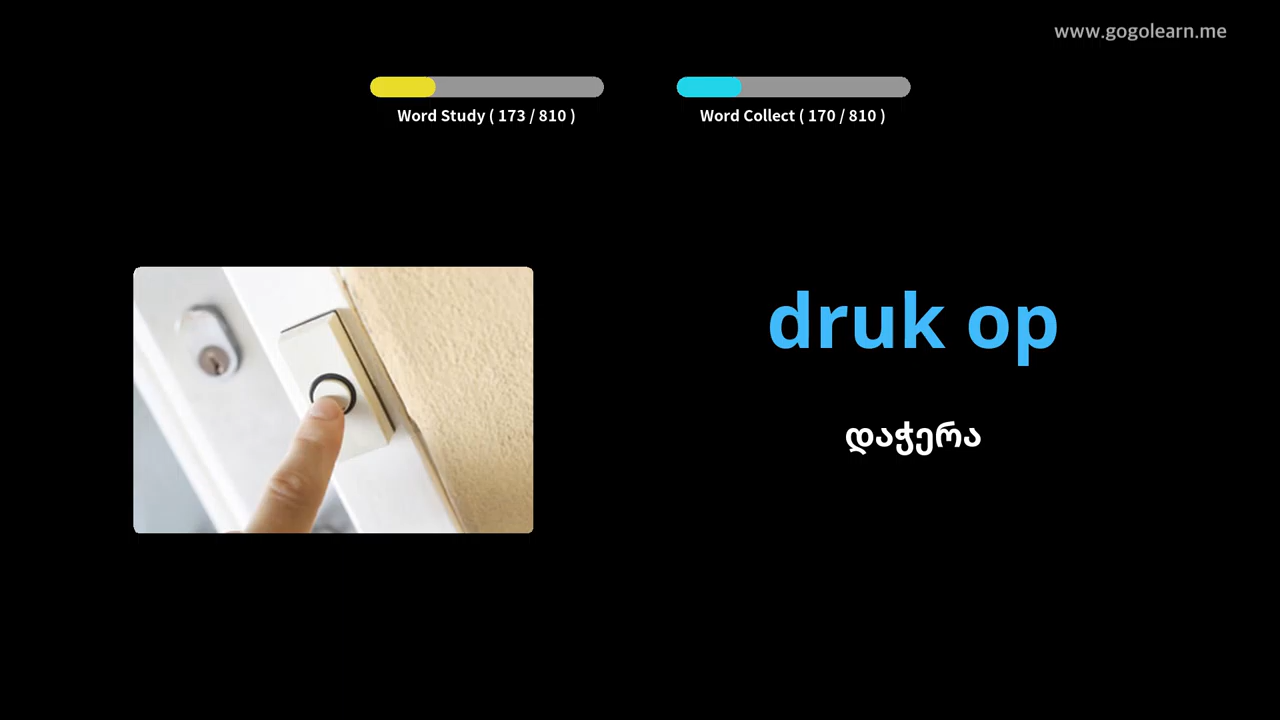 www.gogolearn.me
Word Study ( 173 / 810 )
Word Collect ( 170 / 810 )
druk op
დაჭერა